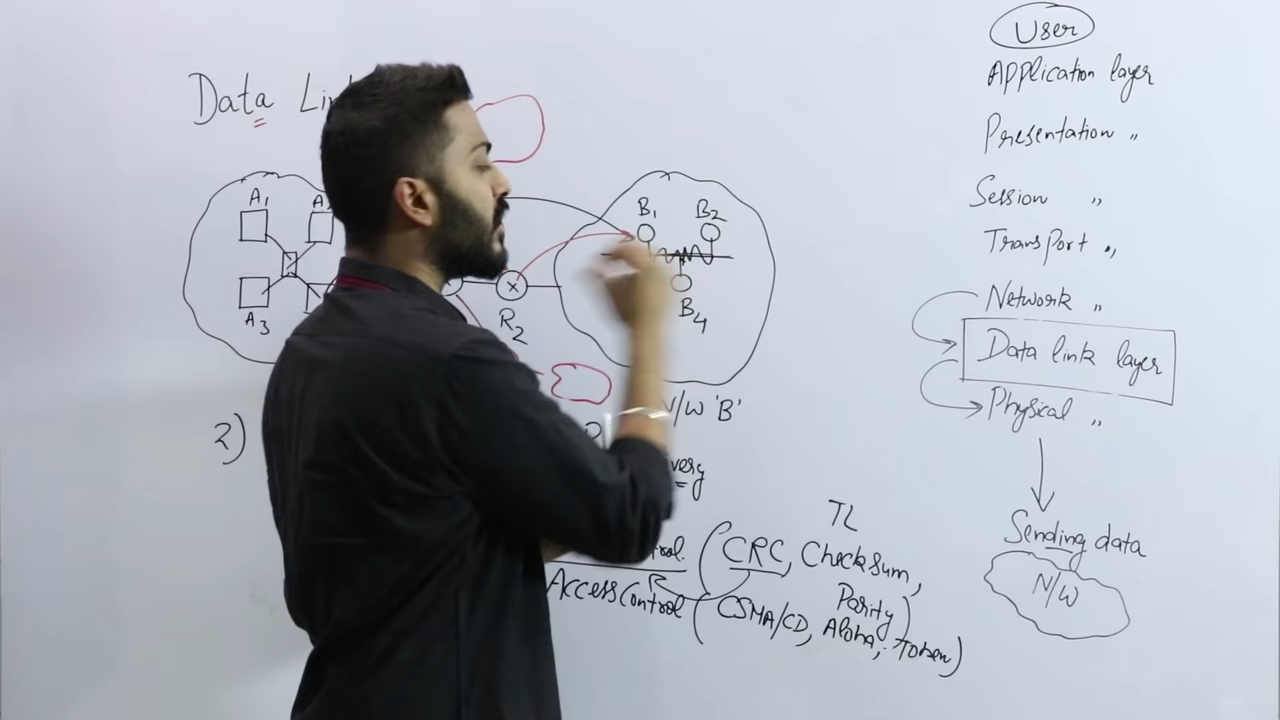 Data
A1
A3
2)
R2
B1 B2
B4
N/W 'B'
Access Control (CSMA/CD, Aloha, Token)
(CRC, Checksum,
Parity)
TL
User
Application layer
Presentation "
Session "
Transport "
Network "
Data link layer
Physical "
Sending data
N/W